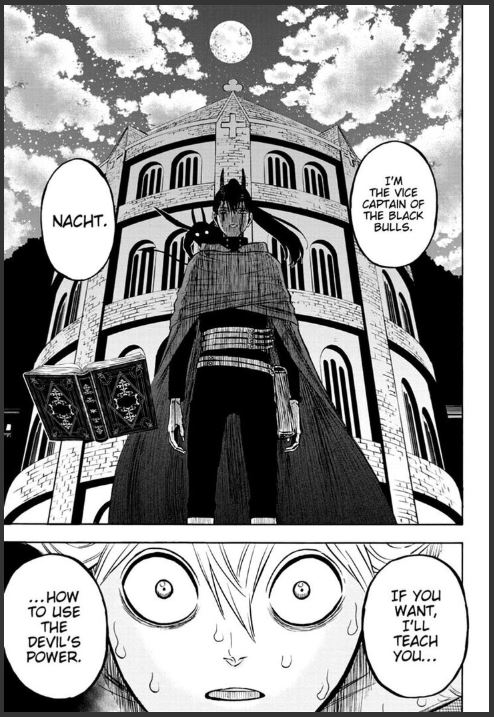 I'M
THE VICE
CAPTAIN OF
THE BLACK
BULLS.
NACHT.
IF YOU
WANT,
I'LL
TEACH
YOU...
...HOW
TO USE
THE
DEVIL'S
POWER.